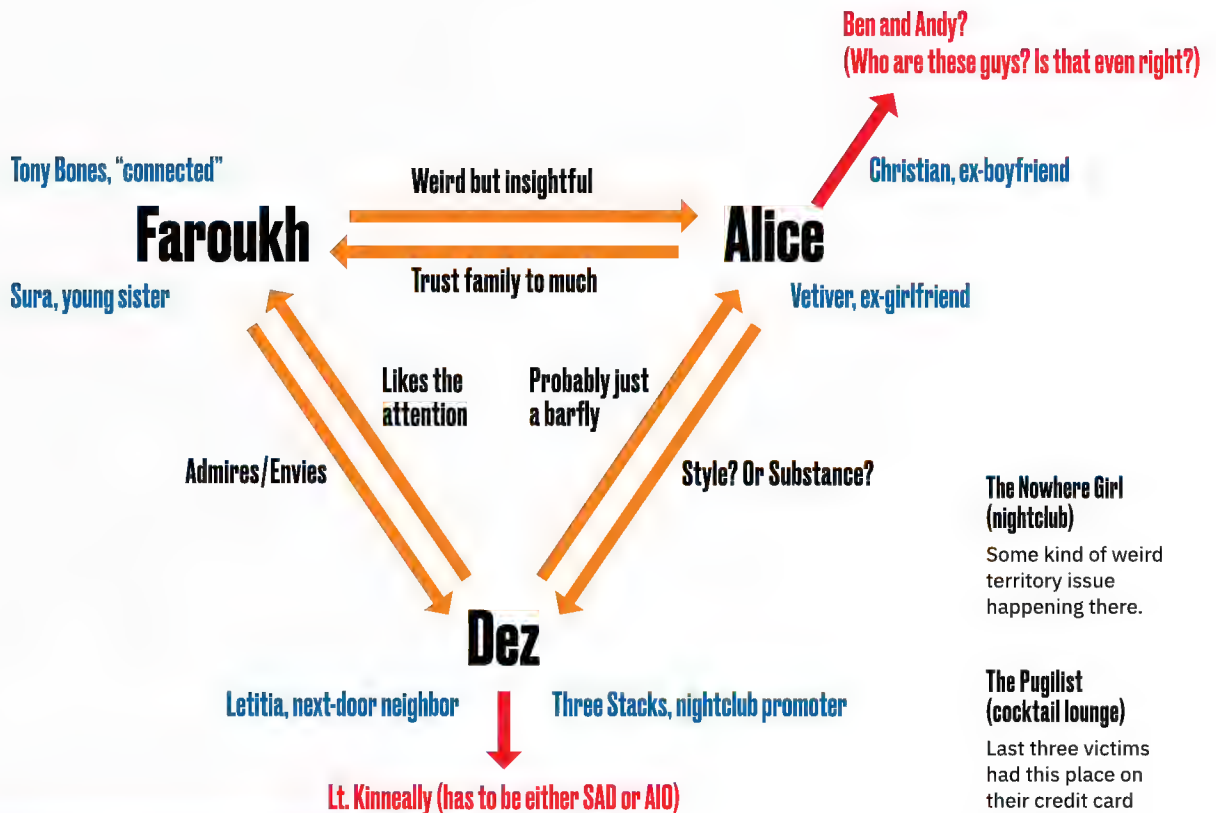 Ben and Andy?
(Who are these guys? Is that even right?)
Tony Bones, “connected”
Christian, ex-boyfriend
Weird but insightful
Faroukh
Alice
Trust family to much
Sura, young sister
Vetiver, ex-girlfriend
Likes the
attention
Probably just
a barfly
Admires/Envies
Style? Or Substance?
Dez
Letitia, next-door neighbor
Three Stacks, nightclub promoter
Lt. Kinneally (has to be either SAD or AIO)
The Nowhere Girl
(nightclub)
Some kind of weird
territory issue
happening there.
The Pugilist
(cocktail lounge)
Last three victims
had this place on
their credit card